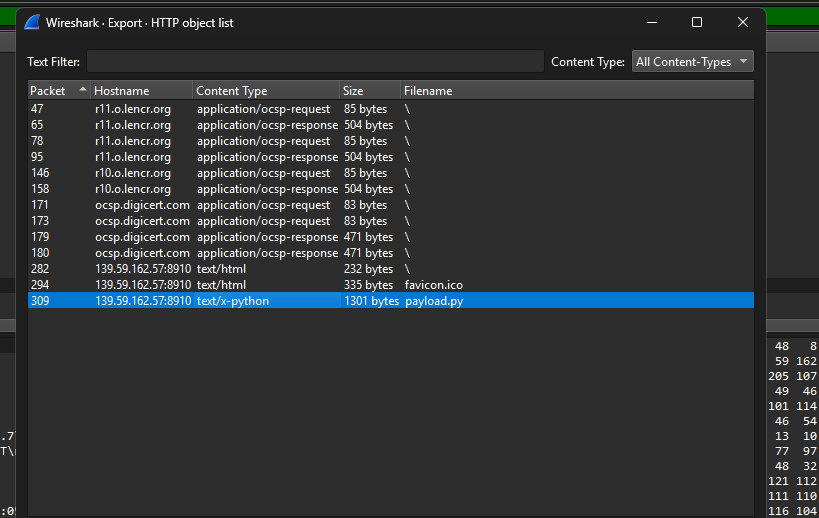 Wireshark · Export · HTTP object list
Text Filter: Content Type: All Content-Types
Packet Hostname Content Type Size Filename
47 r11.o.lencr.org application/ocsp-request 85 bytes \
65 r11.o.lencr.org application/ocsp-response 504 bytes \
78 r11.o.lencr.org application/ocsp-request 85 bytes \
95 r11.o.lencr.org application/ocsp-response 504 bytes \
146 r10.o.lencr.org application/ocsp-request 85 bytes \
158 r10.o.lencr.org application/ocsp-response 504 bytes \
171 ocsp.digicert.com application/ocsp-request 83 bytes \
173 ocsp.digicert.com application/ocsp-request 83 bytes \
179 ocsp.digicert.com application/ocsp-response 471 bytes \
180 ocsp.digicert.com application/ocsp-response 471 bytes \
282 139.59.162.57:8910 text/html 232 bytes \
294 139.59.162.57:8910 text/html 335 bytes favicon.ico
309 139.59.162.57:8910 text/x-python 1301 bytes payload.py
48 8
59 162
205 107
49 46
101 114
46 54
13 10
77 97
48 32
121 112
111 110
116 104